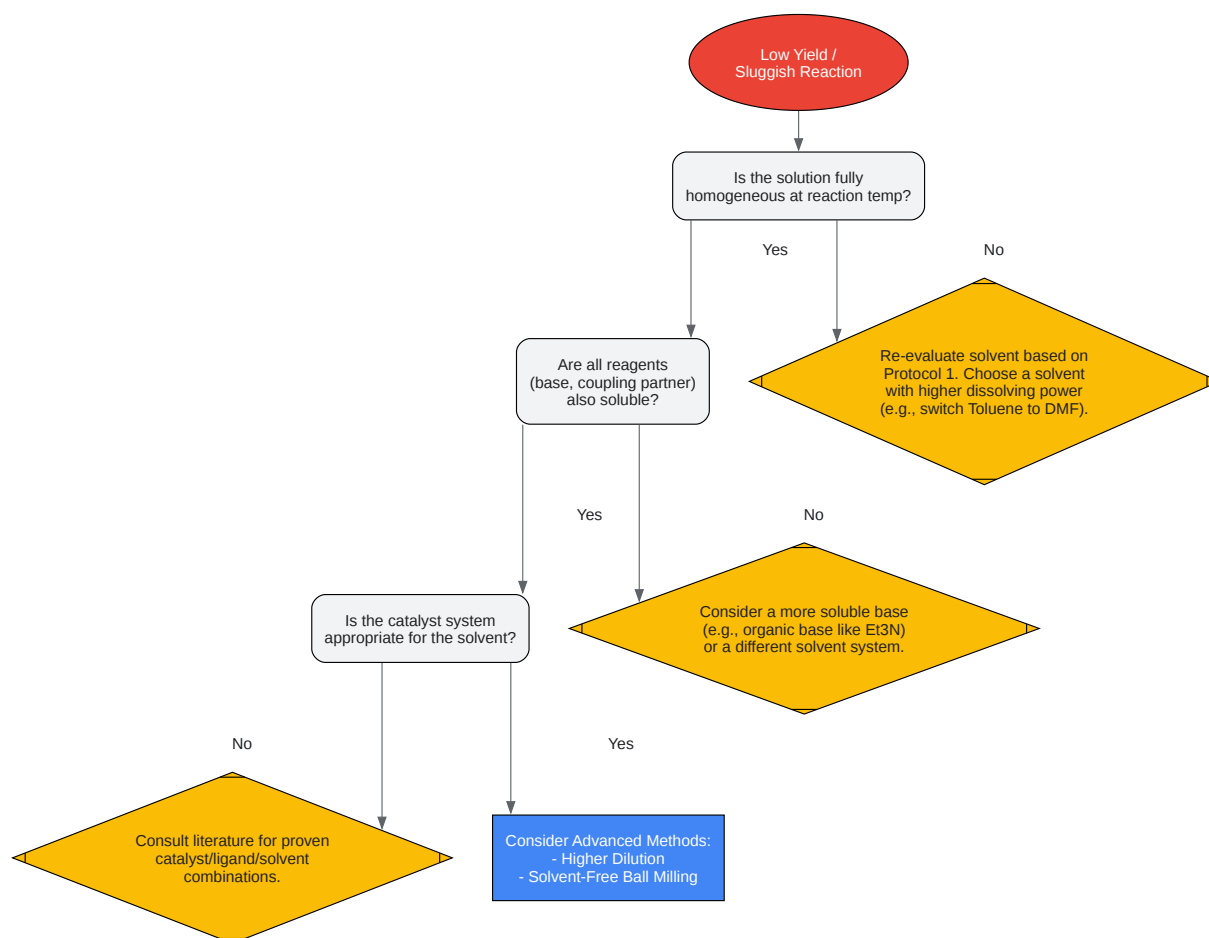 Low Yield /
Sluggish Reaction
Is the solution fully
homogeneous at reaction temp?
Yes
No
Re-evaluate solvent based on
Protocol 1. Choose a solvent
with higher dissolving power
(e.g., switch Toluene to DMF).
Are all reagents
(base, coupling partner)
also soluble?
Yes
No
Consider a more soluble base
(e.g., organic base like Et3N)
or a different solvent system.
Is the catalyst system
appropriate for the solvent?
No
Yes
Consult literature for proven
catalyst/ligand/solvent
combinations.
Consider Advanced Methods:
- Higher Dilution
- Solvent-Free Ball Milling